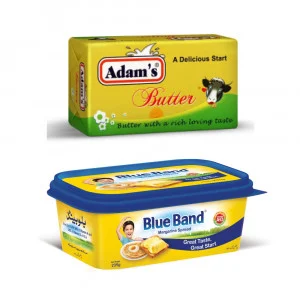 Adam's
A Delicious Start
Butter
Butter with a rich loving taste
Blue Band
Margarine Spread
Great Taste,
Great Start!